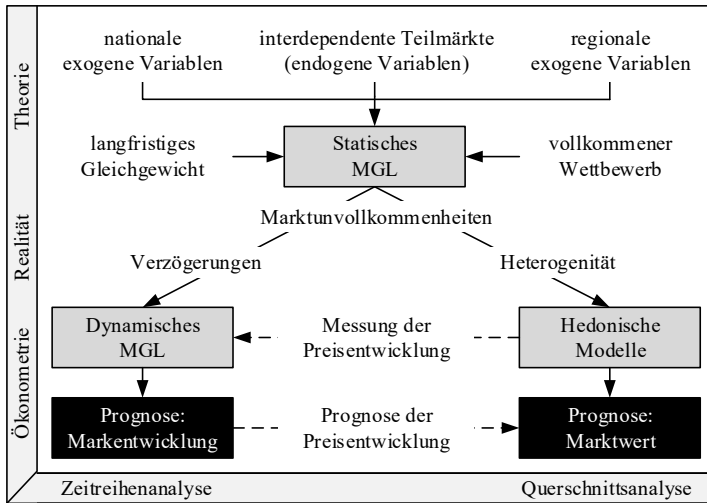 nationale
exogene Variablen
interdependente Teilmärkte
(endogene Variablen)
regionale
exogene Variablen
Theorie
langfristiges
Gleichgewicht
Statisches
MGL
vollkommener
Wettbewerb
Marktunvollkommenheiten
Realität
Verzögerungen
Heterogenität
Dynamisches
MGL
Messung der
Preisentwicklung
Hedonische
Modelle
Ökonometrie
Prognose:
Markentwicklung
Prognose der
Preisentwicklung
Prognose:
Marktwert
Zeitreihenanalyse
Querschnittsanalyse